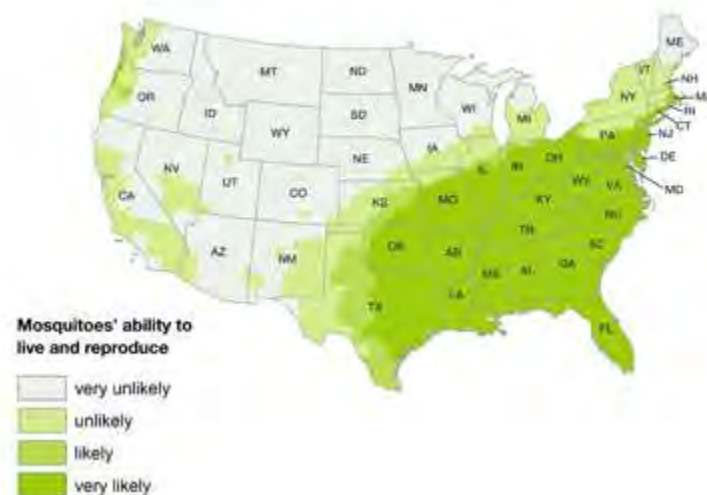 WA
MT
ND
MN
ME
VT
NH
MA
OR
ID
SD
WI
NY
RI
WY
MI
CT
IA
PA
NJ
NV
NE
IL
IN
OH
DE
UT
CO
WV
VA
MD
CA
KS
MO
KY
TN
AZ
NM
OK
AR
SC
MS
AL
GA
TX
LA
FL
Mosquitoes' ability to
live and reproduce
very unlikely
unlikely
likely
very likely